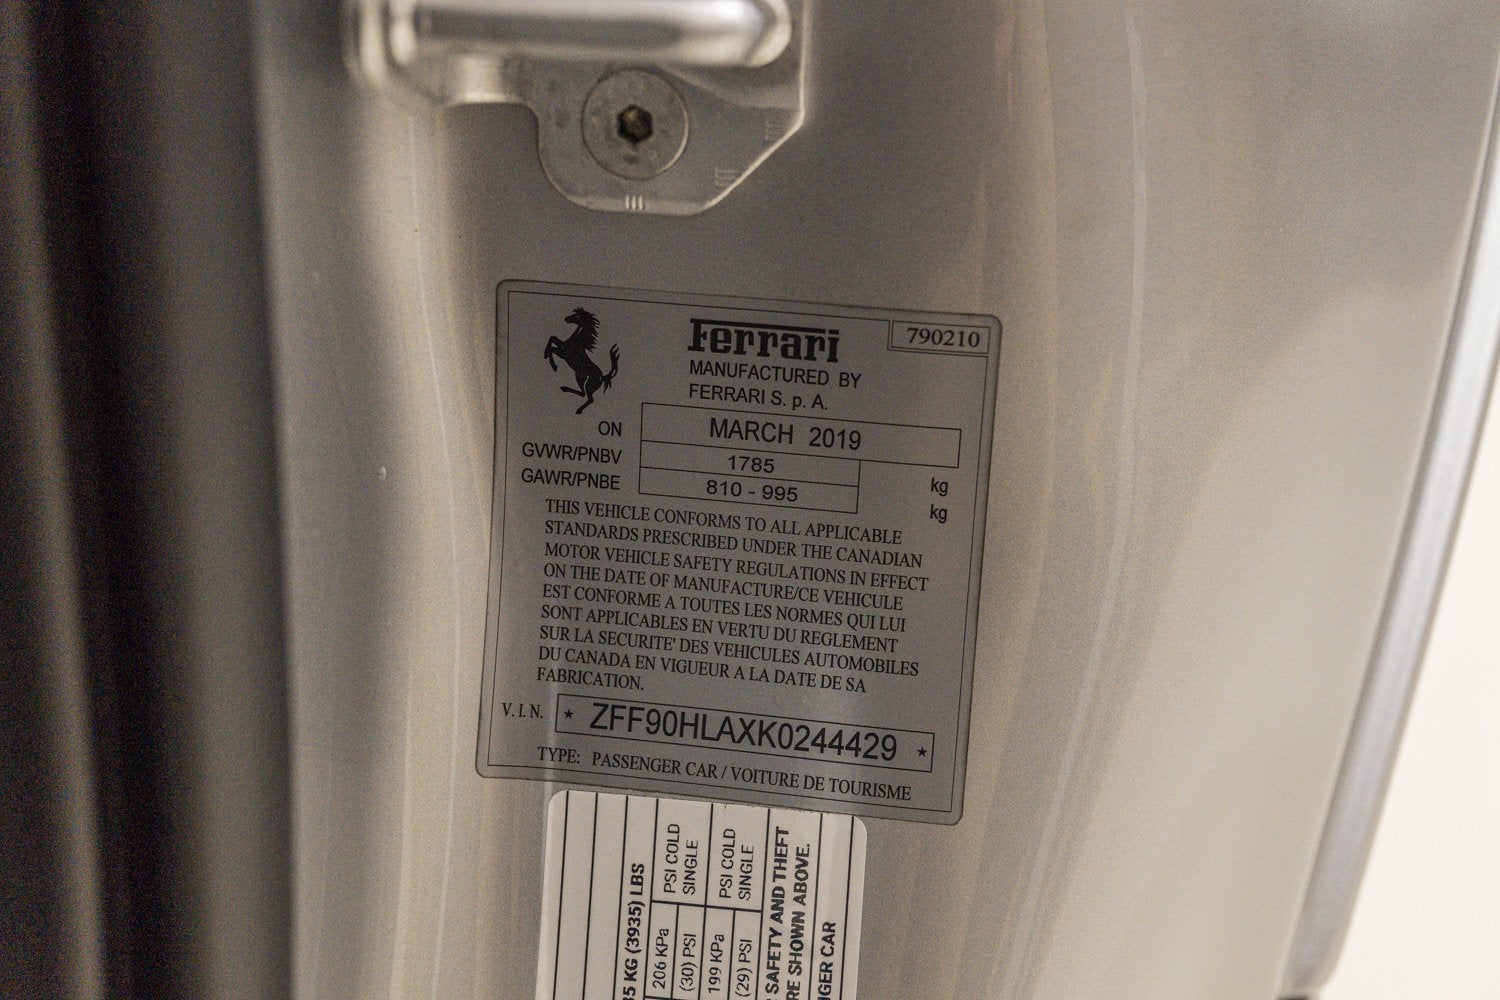 Ferrari
790210
MANUFACTURED BY
FERRARI S. p. A.
ON MARCH 2019
GVWR/PNBV 1785 kg
GAWR/PNBE 810 - 995 kg
THIS VEHICLE CONFORMS TO ALL APPLICABLE
STANDARDS PRESCRIBED UNDER THE CANADIAN
MOTOR VEHICLE SAFETY REGULATIONS IN EFFECT
ON THE DATE OF MANUFACTURE/CE VEHICULE
EST CONFORME A TOUTES LES NORMES QUI LUI
SONT APPLICABLES EN VERTU DU REGLEMENT
SUR LA SECURITE' DES VEHICULES AUTOMOBILES
DU CANADA EN VIGUEUR A LA DATE DE SA
FABRICATION.
V. I. N. ★ ZFF90HLAXK0244429 ★
TYPE: PASSENGER CAR / VOITURE DE TOURISME
KG (3935) LBS
PSI COLD
SINGLE
206 KPa
(30) PSI
PSI COLD
SINGLE
199 KPa
(29) PSI
SAFETY AND THEFT
SHOWN ABOVE.
CAR